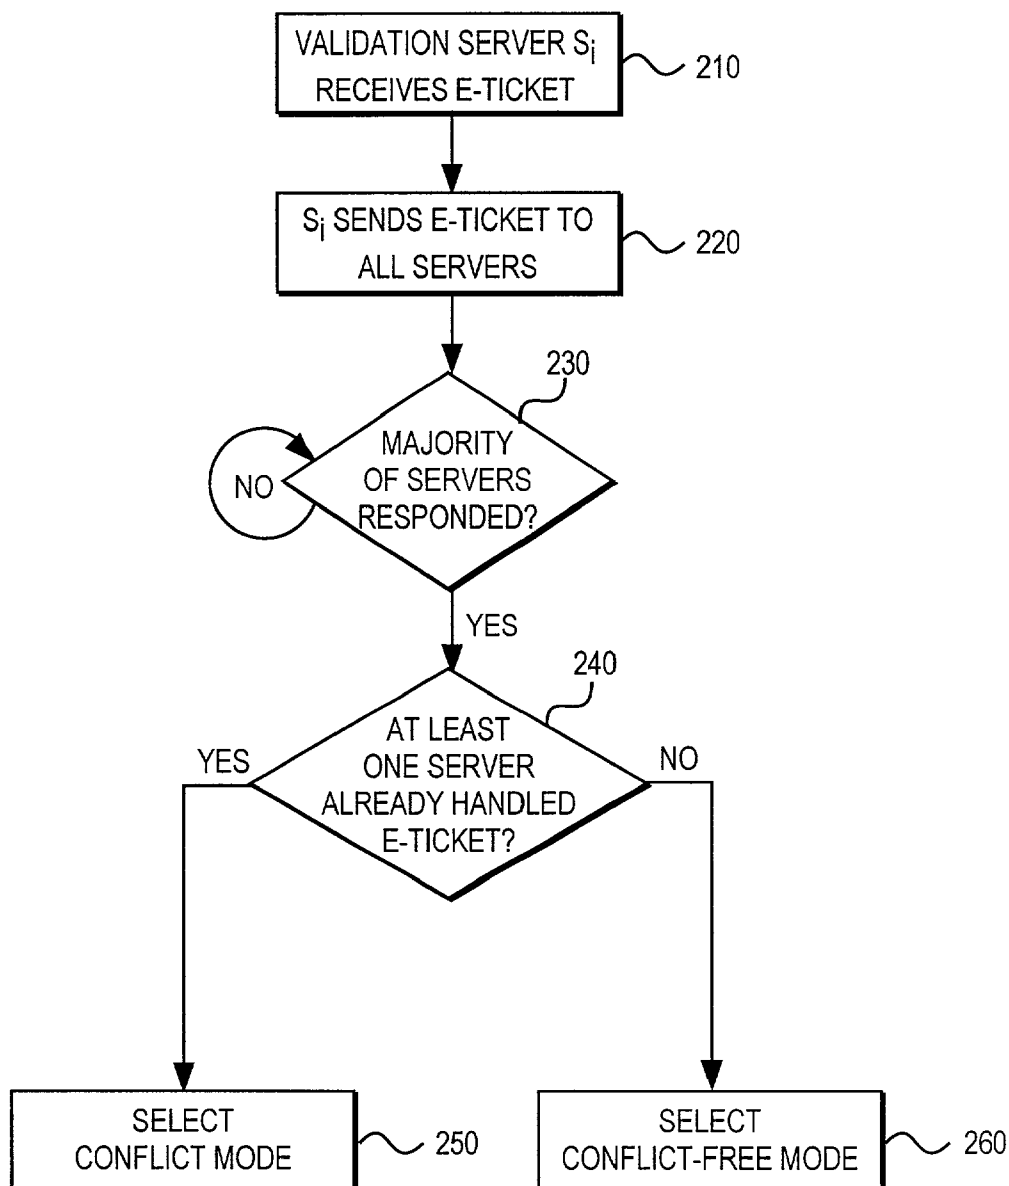 VALIDATION SERVER Si
RECEIVES E-TICKET
210
Si SENDS E-TICKET TO
ALL SERVERS
220
230
MAJORITY
OF SERVERS
RESPONDED?
NO
YES
240
AT LEAST
ONE SERVER
ALREADY HANDLED
E-TICKET?
YES
NO
SELECT
CONFLICT MODE
250
SELECT
CONFLICT-FREE MODE
260